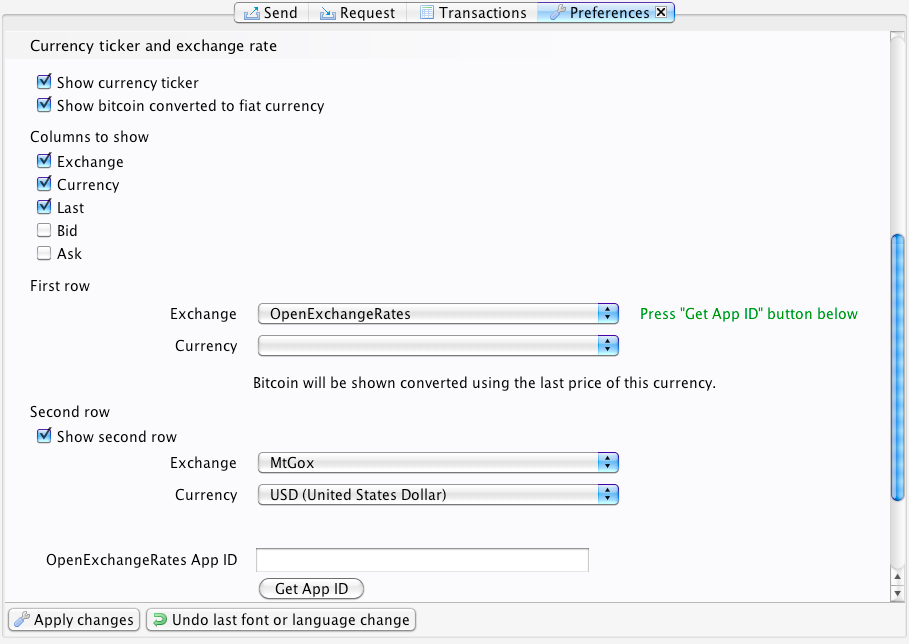 Send Request Transactions Preferences
Currency ticker and exchange rate
Show currency ticker
Show bitcoin converted to fiat currency
Columns to show
Exchange
Currency
Last
Bid
Ask
First row
Exchange OpenExchangeRates Press "Get App ID" button below
Currency
Bitcoin will be shown converted using the last price of this currency.
Second row
Show second row
Exchange MtGox
Currency USD (United States Dollar)
OpenExchangeRates App ID
Get App ID
Apply changes Undo last font or language change